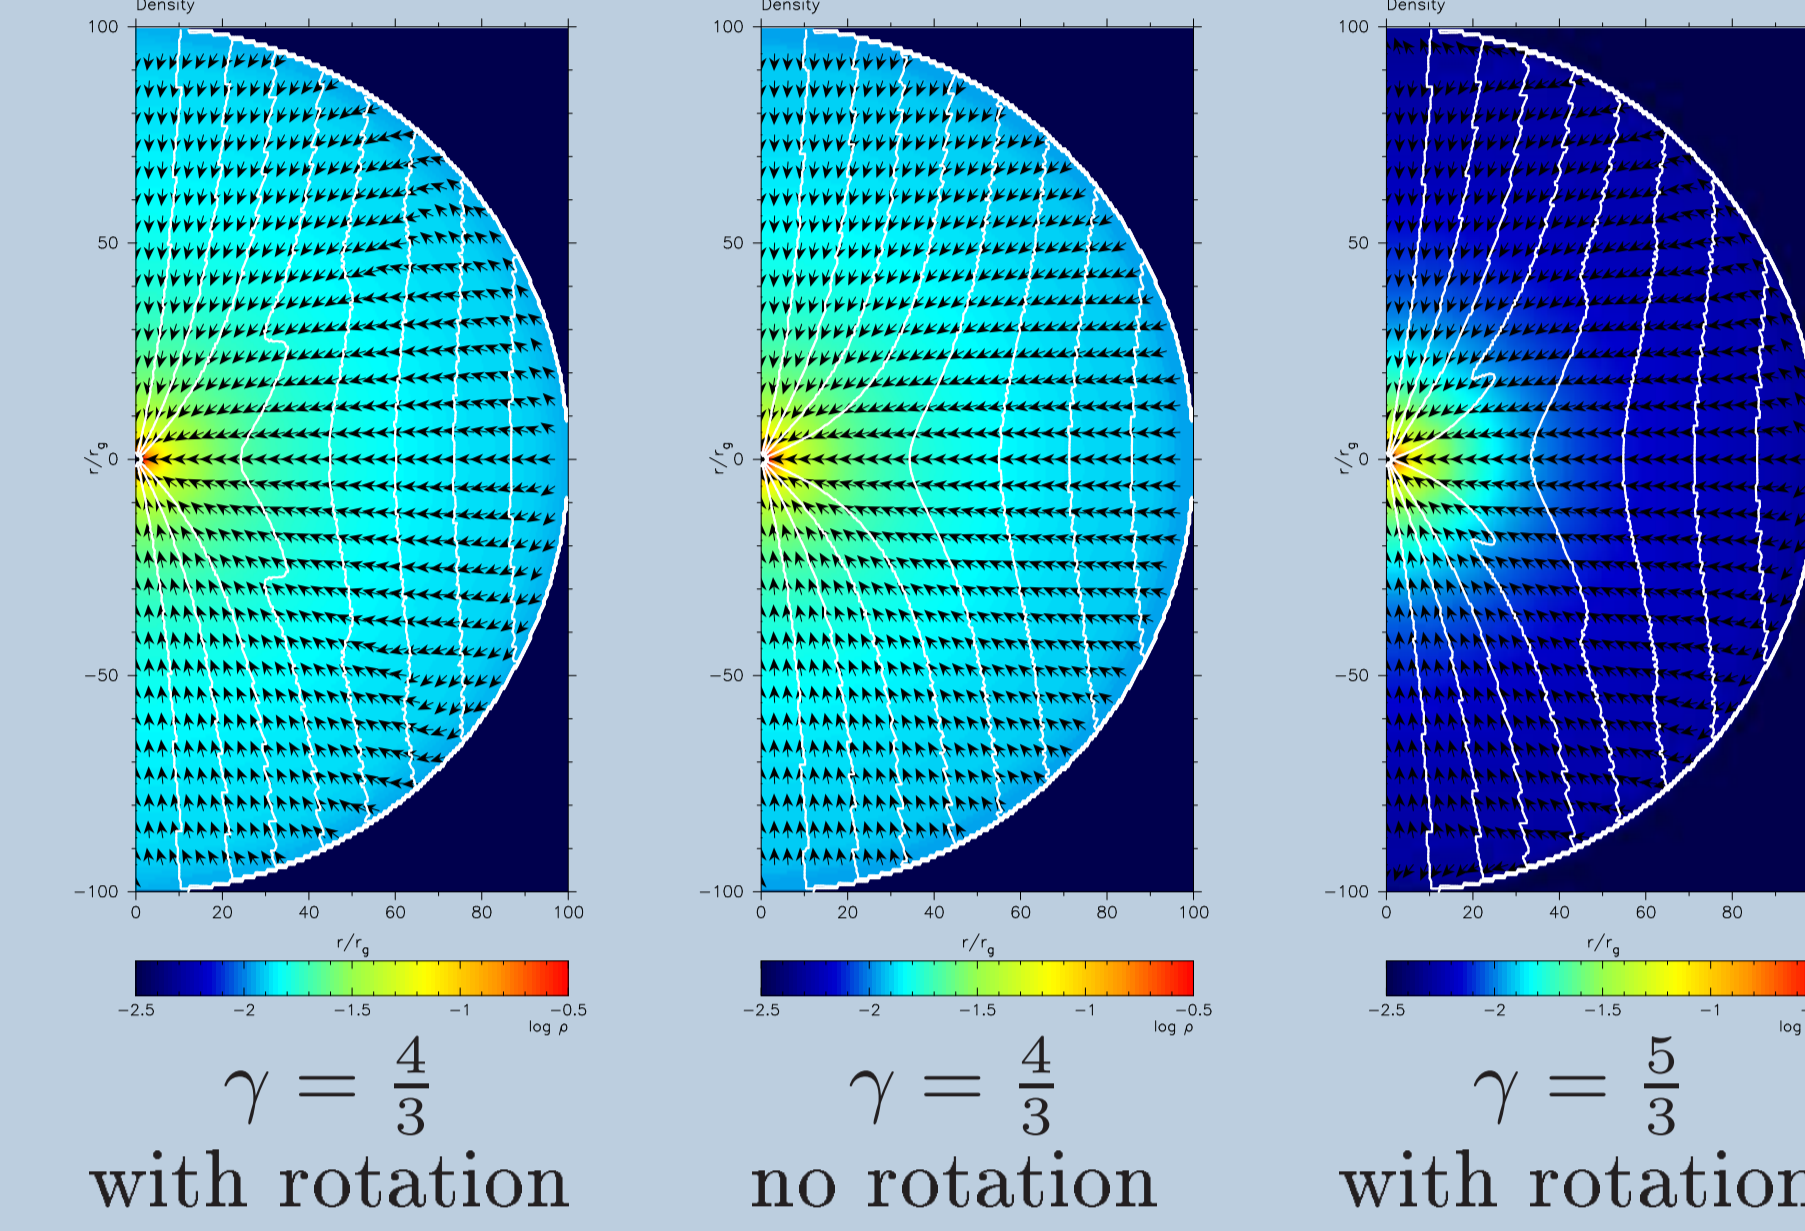 Density
100
50
0
−50
−100
r/r_g
0 20 40 60 80 100
r/r_g
−2.5 −2 −1.5 −1 −0.5
log ρ
γ = 4/3
with rotation
Density
100
50
0
−50
−100
r/r_g
0 20 40 60 80 100
r/r_g
−2.5 −2 −1.5 −1 −0.5
log ρ
γ = 4/3
no rotation
Density
100
50
0
−50
−100
r/r_g
0 20 40 60 80
r/r_g
−2.5 −2 −1.5 −1
log
γ = 5/3
with rotation